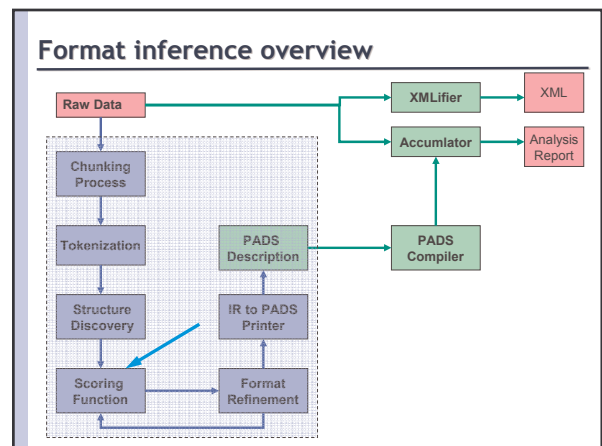 Format inference overview
Raw Data
XMLifier
XML
Accumlator
Analysis
Report
Chunking
Process
Tokenization
PADS
Description
PADS
Compiler
Structure
Discovery
IR to PADS
Printer
Scoring
Function
Format
Refinement